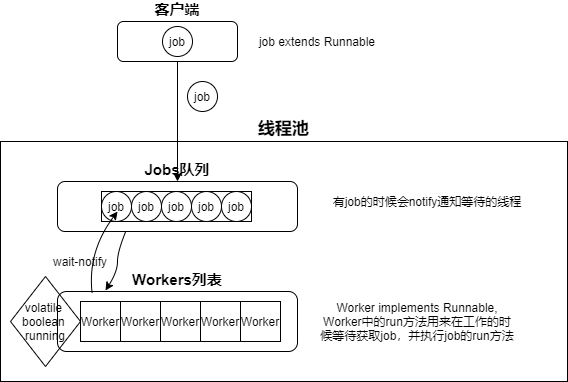 客户端
job
job extends Runnable
job
线程池
Jobs队列
job job job job job
有job的时候会notify通知等待的线程
wait-notify
Workers列表
volatile
boolean
running
Worker Worker Worker Worker Worker
Worker implements Runnable,
Worker中的run方法用来在工作的时
候等待获取job，并执行job的run方法